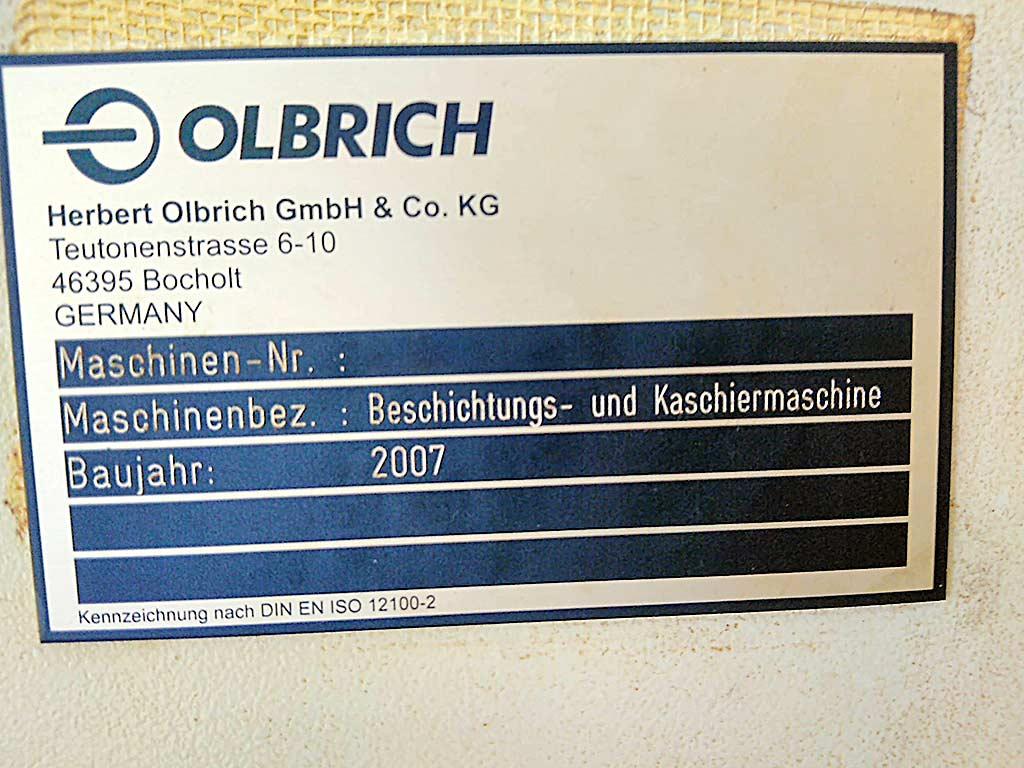 OLBRICH
Herbert Olbrich GmbH & Co. KG
Teutonenstrasse 6-10
46395 Bocholt
GERMANY
Maschinen-Nr. :
Maschinenbez. : Beschichtungs- und Kaschiermaschine
Baujahr: 2007
Kennzeichnung nach DIN EN ISO 12100-2